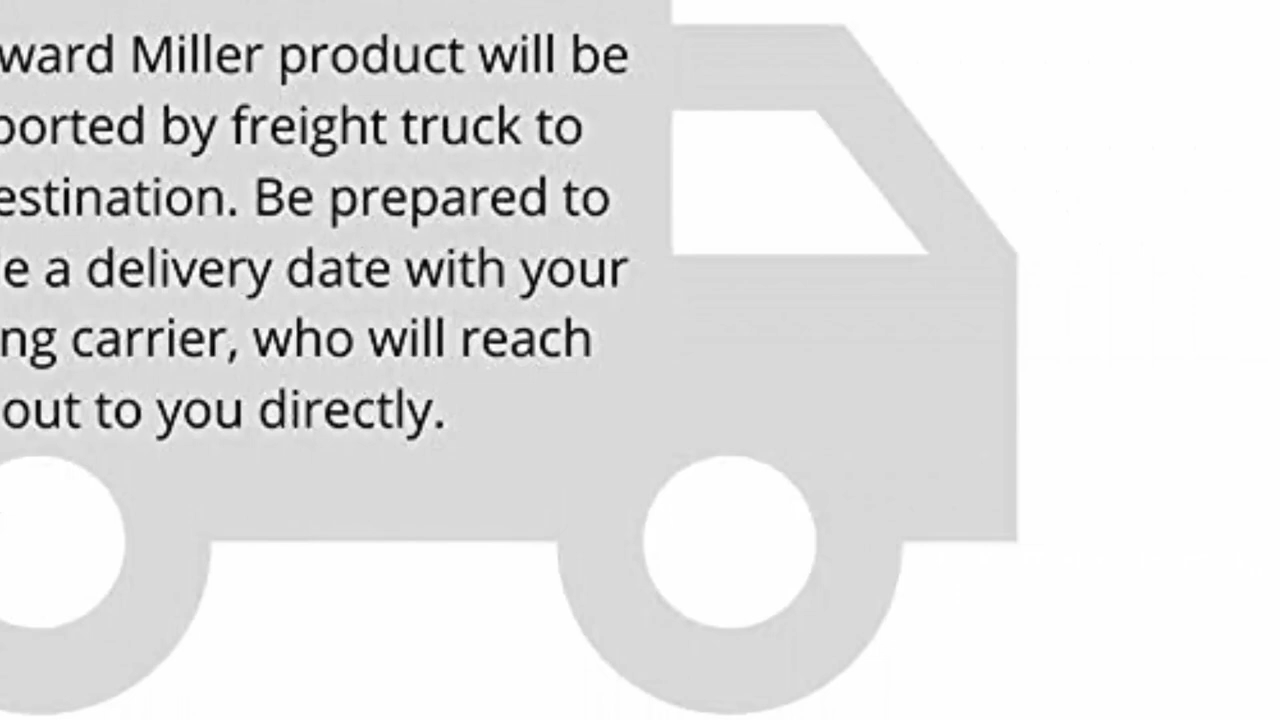 ward Miller product will be
ported by freight truck to
estination. Be prepared to
e a delivery date with your
ng carrier, who will reach
out to you directly.